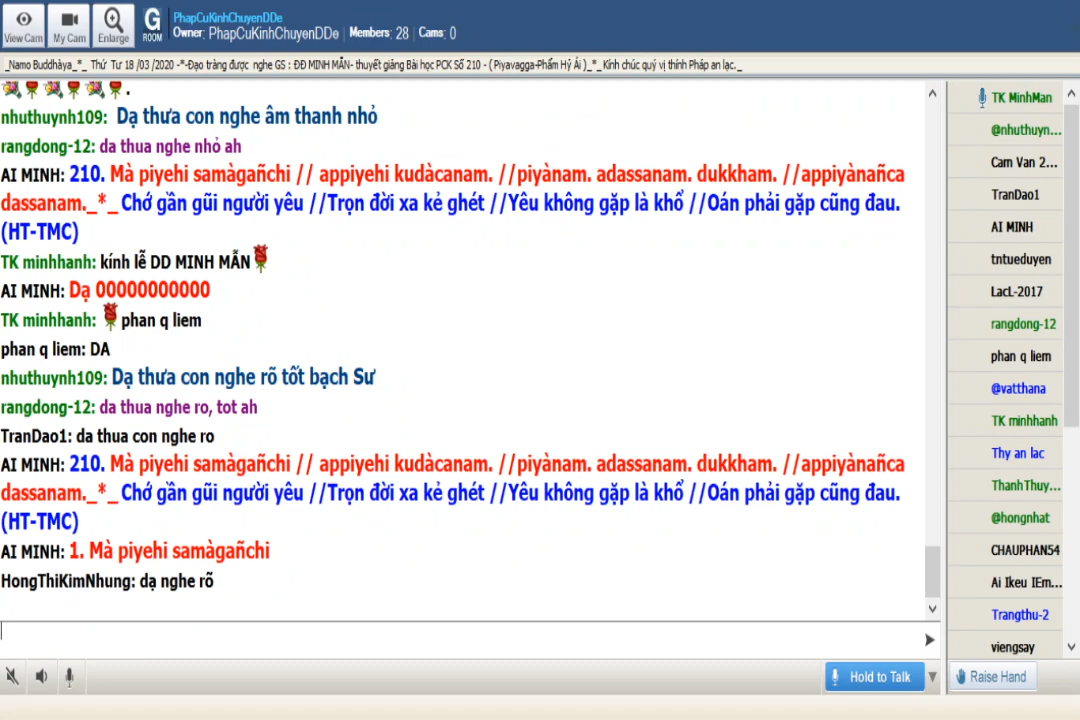 View Cam
My Cam
Enlarge
G
ROOM
PhapCuKinhChuyenDDe
Owner: PhapCuKinhChuyenDDe Members: 28 Cams: 0
_Namo Buddhàya_*_ Thứ Tư 18 /03 /2020 -*-Đạo tràng được nghe GS : ĐĐ MINH MẪN- thuyết giảng Bài học PCK Số 210 - ( Piyavagga-Phẩm Hỷ Ái )_*_Kính chúc quý vị thính Pháp an lạc._
.
nhuthuynh109: Dạ thưa con nghe âm thanh nhỏ
rangdong-12: da thua nghe nhỏ ah
AI MINH: 210. Mà piyehi samàgañchi // appiyehi kudàcanam. //piyànam. adassanam. dukkham. //appiyànañca
dassanam._*_Chớ gần gũi người yêu //Trọn đời xa kẻ ghét //Yêu không gặp là khổ //Oán phải gặp cũng đau.
(HT-TMC)
TK minhhanh: kính lễ DD MINH MẪN
AI MINH: Dạ 00000000000
TK minhhanh: phan q liem
phan q liem: DA
nhuthuynh109: Dạ thưa con nghe rõ tốt bạch Sư
rangdong-12: da thua nghe ro, tot ah
TranDao1: da thua con nghe ro
AI MINH: 210. Mà piyehi samàgañchi // appiyehi kudàcanam. //piyànam. adassanam. dukkham. //appiyànañca
dassanam._*_Chớ gần gũi người yêu //Trọn đời xa kẻ ghét //Yêu không gặp là khổ //Oán phải gặp cũng đau.
(HT-TMC)
AI MINH: 1. Mà piyehi samàgañchi
HongThiKimNhung: dạ nghe rõ
TK MinhMan
@nhuthuyn...
Cam Van 2...
TranDao1
AI MINH
tntueduyen
LacL-2017
rangdong-12
phan q liem
@vatthana
TK minhhanh
Thy an lac
ThanhThuy...
@hongnhat
CHAUPHAN54
Ai Ikeu IEm...
Trangthu-2
viengsay
Hold to Talk
Raise Hand